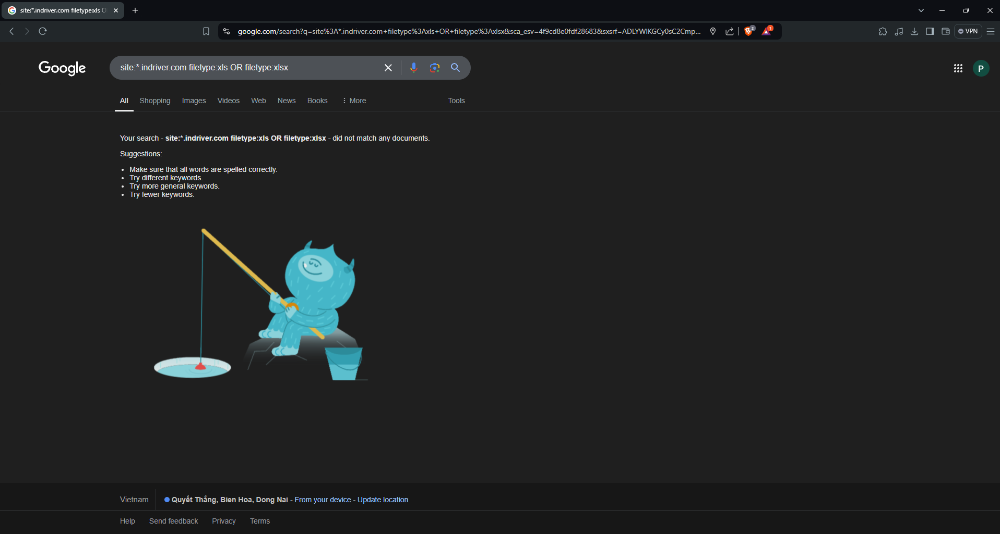 site:*.indriver.com filetype:xls O
google.com/search?q=site%3A*.indriver.com+filetype%3Axls+OR+filetype%3Axlsx&sca_esv=4f9cd8e0fdf28683&sxsrf=ADLYWIKGCy0sC2Cmp...
2
1
VPN
Google
site:*.indriver.com filetype:xls OR filetype:xlsx
P
All Shopping Images Videos Web News Books More Tools
Your search - site:*.indriver.com filetype:xls OR filetype:xlsx - did not match any documents.
Suggestions:
Make sure that all words are spelled correctly.
Try different keywords.
Try more general keywords.
Try fewer keywords.
Vietnam
Quyết Thắng, Bien Hoa, Dong Nai - From your device - Update location
Help Send feedback Privacy Terms